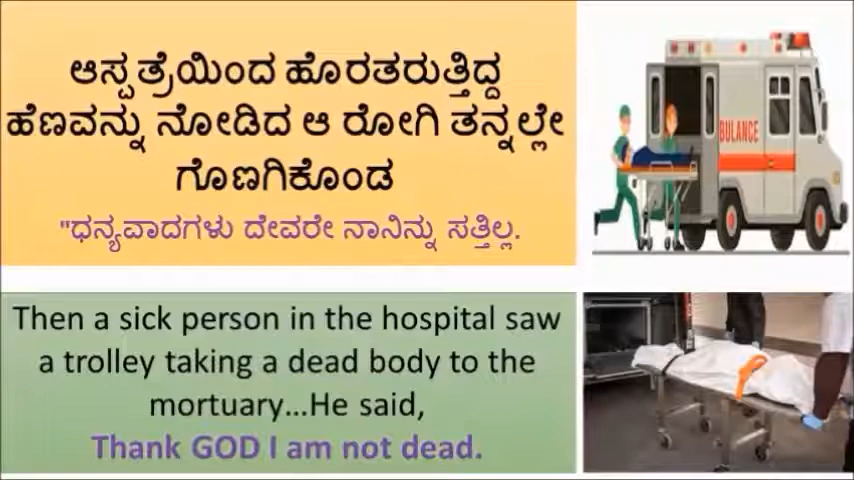 ಆಸ್ಪತ್ರೆಯಿಂದ ಹೊರತರುತ್ತಿದ್ದ
ಹೆಣವನ್ನು ನೋಡಿದ ಆ ರೋಗಿ ತನ್ನಲ್ಲೇ
ಗೊಣಗಿಕೊಂಡ
"ಧನ್ಯವಾದಗಳು ದೇವರೇ ನಾನಿನ್ನು ಸತ್ತಿಲ್ಲ.
BULANCE
Then a sick person in the hospital saw
a trolley taking a dead body to the
mortuary...He said,
Thank GOD I am not dead.